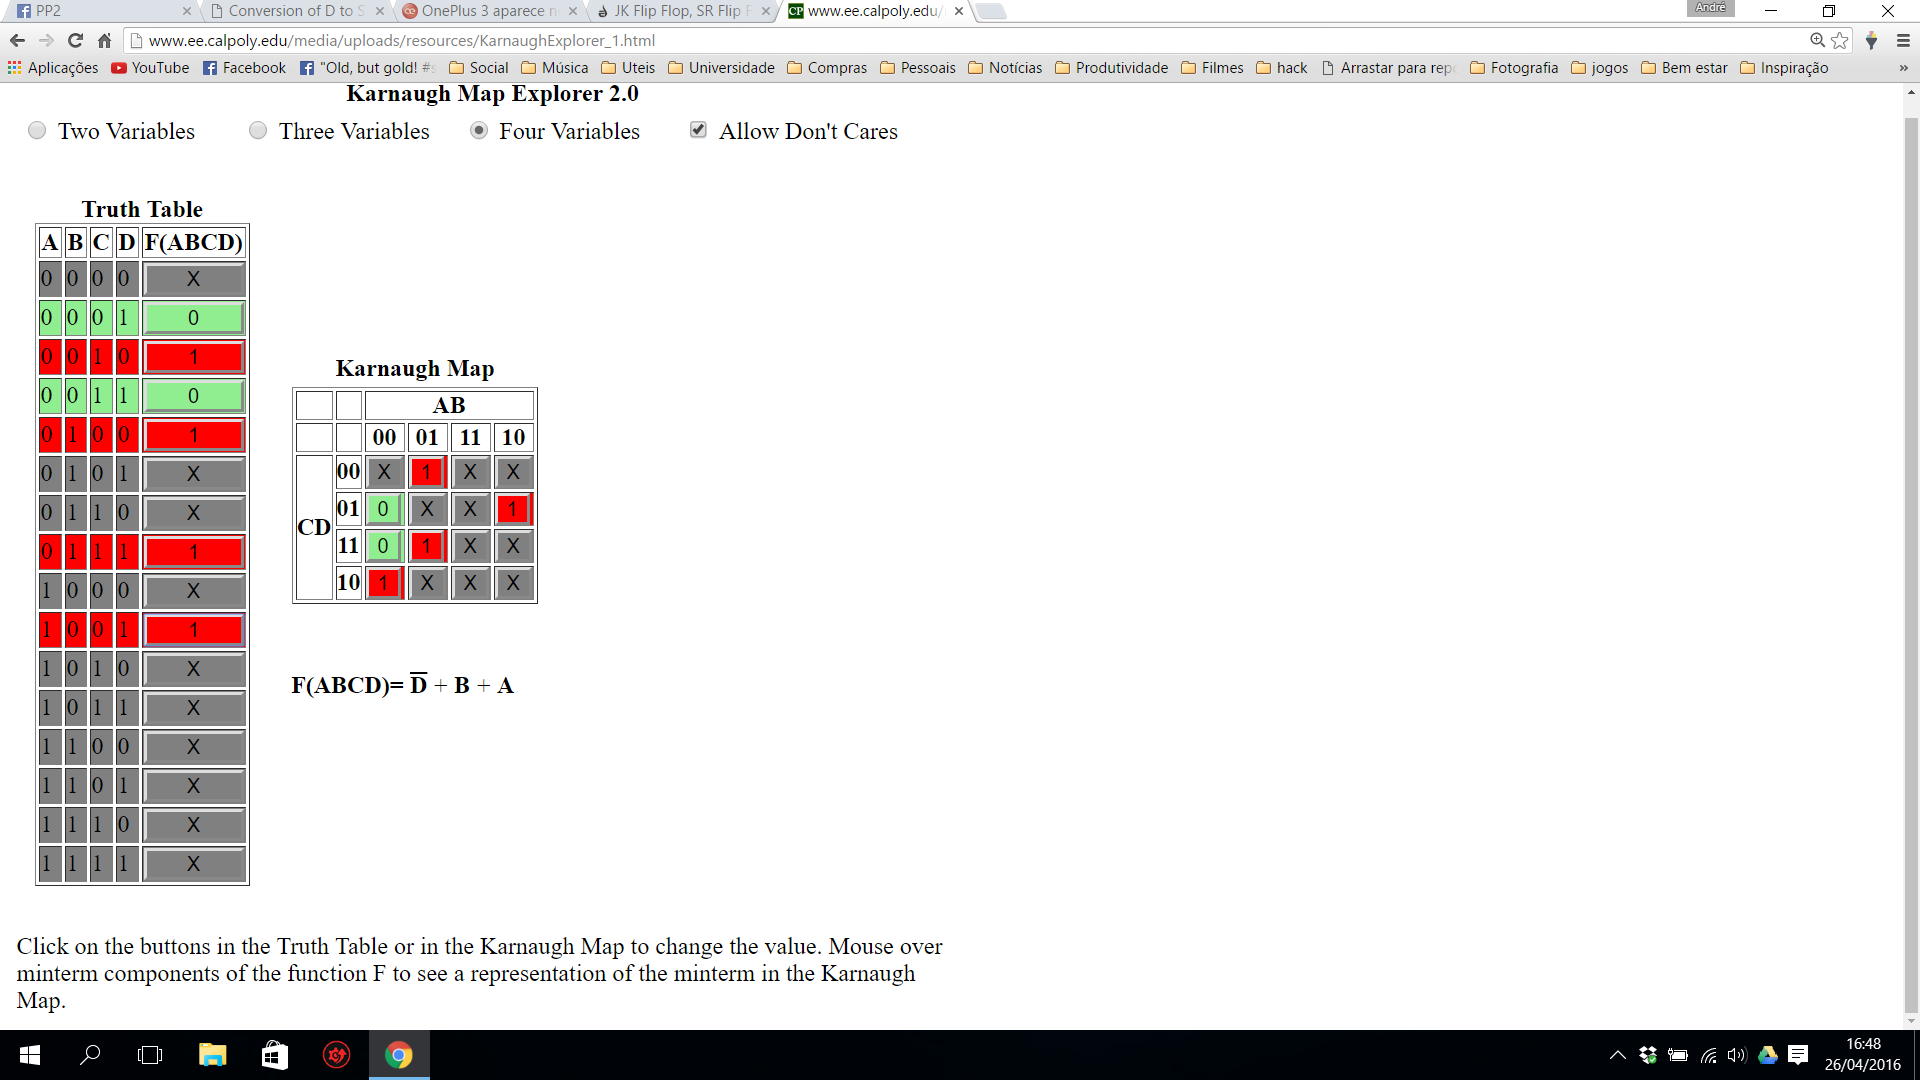 PP2
Conversion of D to S
OnePlus 3 aparece n
JK Flip Flop, SR Flip F
www.ee.calpoly.edu/
André
www.ee.calpoly.edu/media/uploads/resources/KarnaughExplorer_1.html
Aplicações YouTube Facebook "Old, but gold! #s Social Música Uteis Universidade Compras Pessoais Notícias Produtividade Filmes hack Arrastar para repo Fotografia jogos Bem estar Inspiração »
Karnaugh Map Explorer 2.0
Two Variables Three Variables Four Variables Allow Don't Cares
Truth Table
A B C D F(ABCD)
0 0 0 0 X
0 0 0 1 0
0 0 1 0 1
0 0 1 1 0
0 1 0 0 1
0 1 0 1 X
0 1 1 0 X
0 1 1 1 1
1 0 0 0 X
1 0 0 1 1
1 0 1 0 X
1 0 1 1 X
1 1 0 0 X
1 1 0 1 X
1 1 1 0 X
1 1 1 1 X
Karnaugh Map
AB
00 01 11 10
CD
00 X 1 X X
01 0 X X 1
11 0 1 X X
10 1 X X X
F(ABCD)= D̅ + B + A
Click on the buttons in the Truth Table or in the Karnaugh Map to change the value. Mouse over
minterm components of the function F to see a representation of the minterm in the Karnaugh
Map.
16:48
26/04/2016